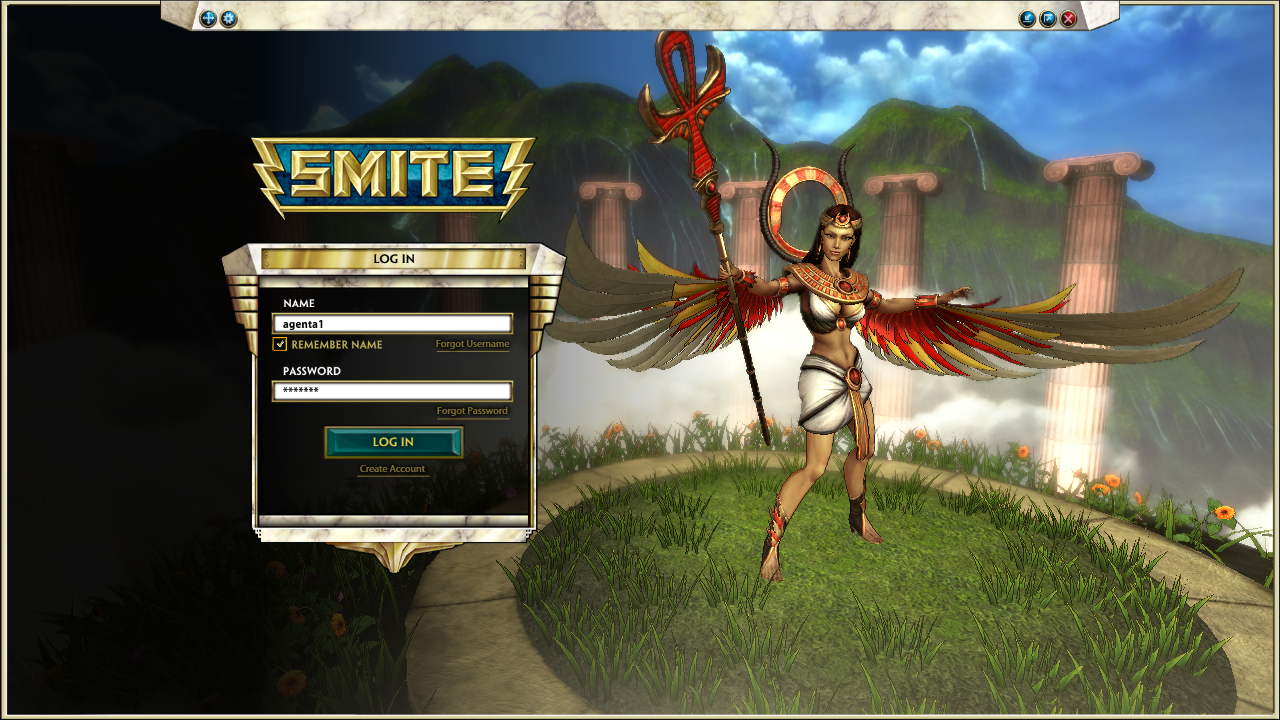 SMITE
LOG IN
NAME
agenta1
REMEMBER NAME Forgot Username
PASSWORD
*******
Forgot Password
LOG IN
Create Account